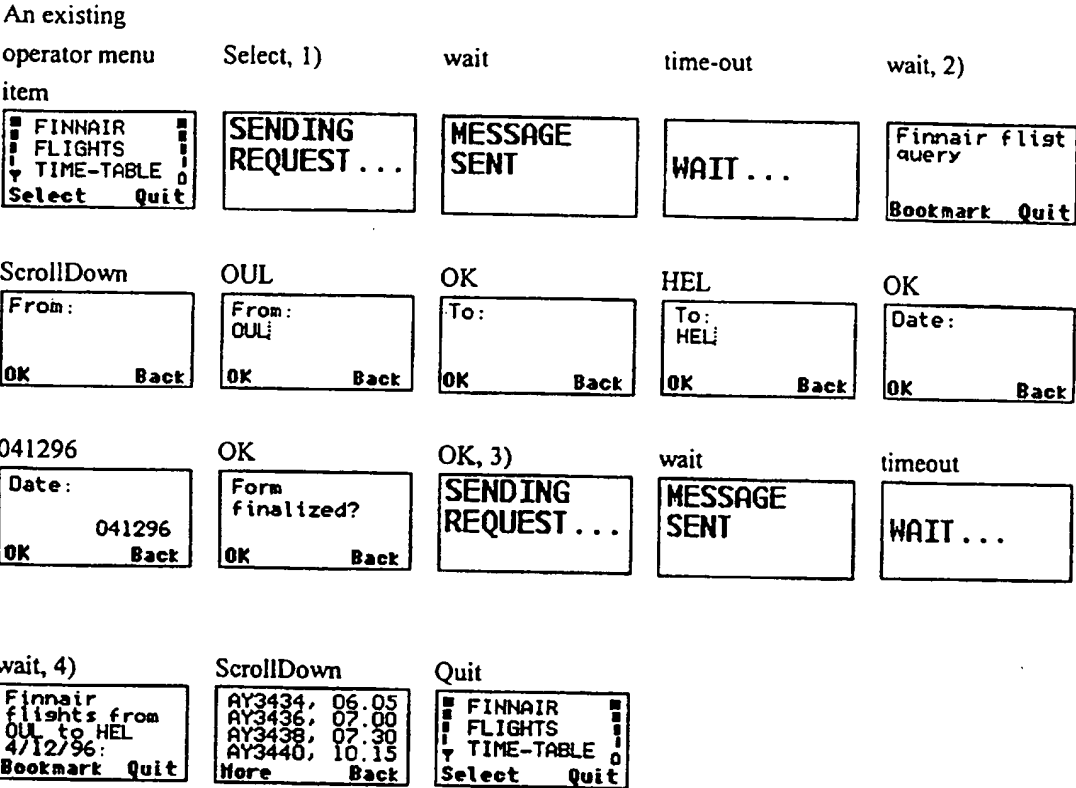 An existing
operator menu
item
Select, 1)
wait
time-out
wait, 2)
FINNAIR
FLIGHTS
TIME-TABLE
Select Quit
SENDING
REQUEST...
MESSAGE
SENT
WAIT...
Finnair flist
query
Bookmark Quit
ScrollDown
OUL
OK
HEL
OK
From:
OK Back
From:
OUL
OK Back
To:
OK Back
To:
HEL
OK Back
Date:
OK Back
041296
OK
OK, 3)
wait
timeout
Date:
041296
OK Back
Form
finalized?
OK Back
SENDING
REQUEST...
MESSAGE
SENT
WAIT...
wait, 4)
ScrollDown
Quit
Finnair
flights from
OUL to HEL
4/12/96:
Bookmark Quit
AY3434, 06.05
AY3436, 07.00
AY3438, 07.30
AY3440, 10.15
More Back
FINNAIR
FLIGHTS
TIME-TABLE
Select Quit